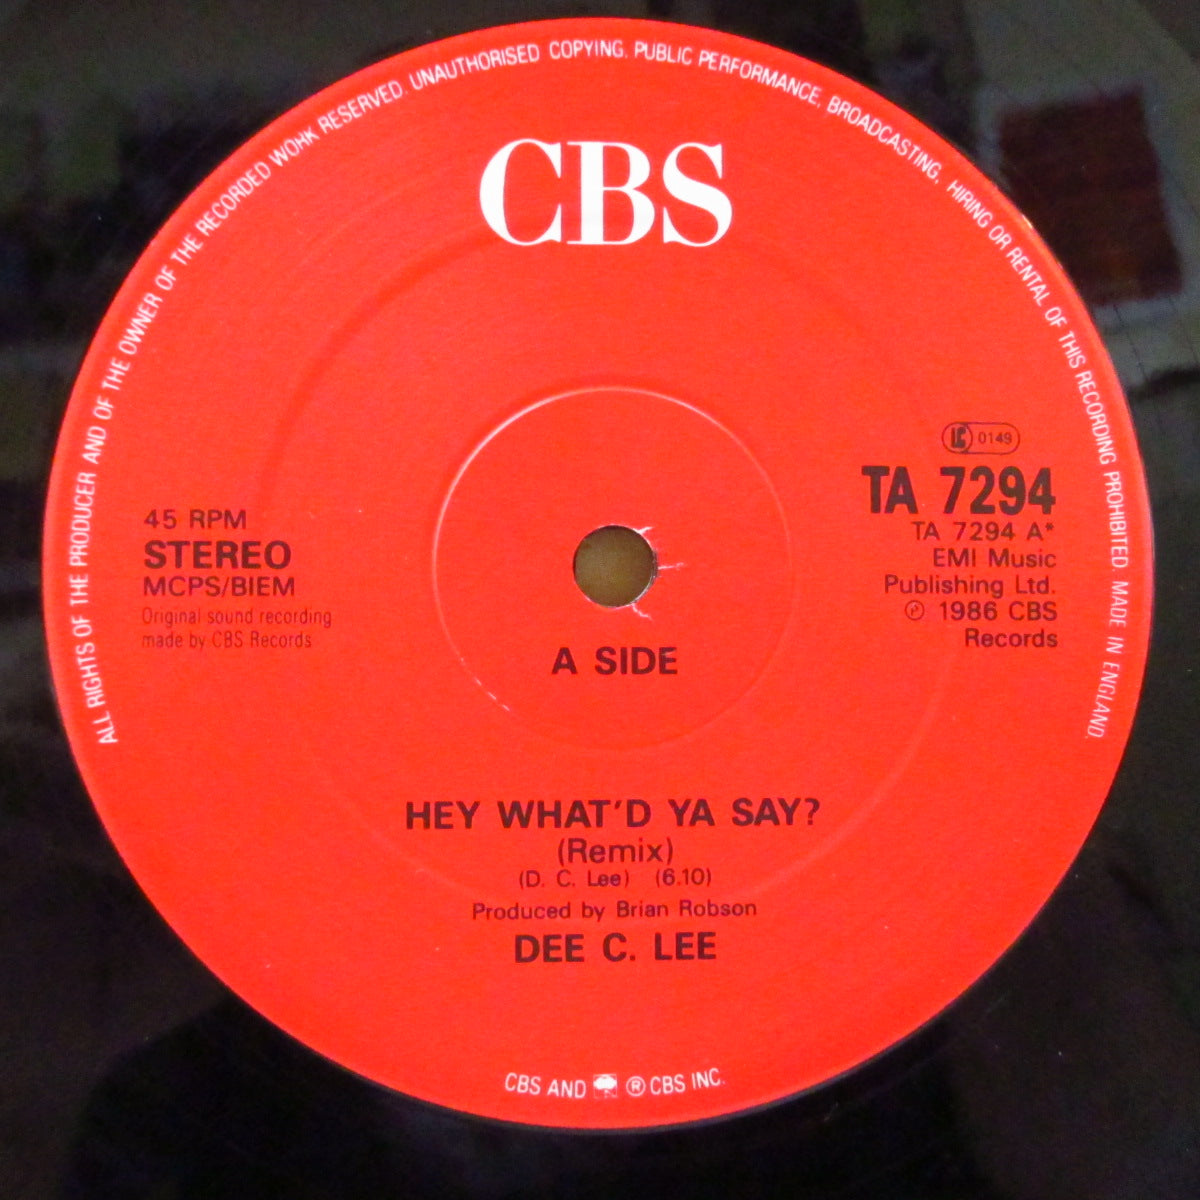 ALL RIGHTS OF THE PRODUCER AND OF THE OWNER OF THE RECORDED WORK RESERVED. UNAUTHORISED COPYING, PUBLIC PERFORMANCE, BROADCASTING, HIRING OR RENTAL OF THIS RECORDING PROHIBITED. MADE IN ENGLAND.
CBS
LC 0149
TA 7294
TA 7294 A*
EMI Music
Publishing Ltd.
℗ 1986 CBS
Records
45 RPM
STEREO
MCPS/BIEM
Original sound recording
made by CBS Records
A SIDE
HEY WHAT'D YA SAY?
(Remix)
(D. C. Lee) (6.10)
Produced by Brian Robson
DEE C. LEE
CBS AND ® CBS INC.